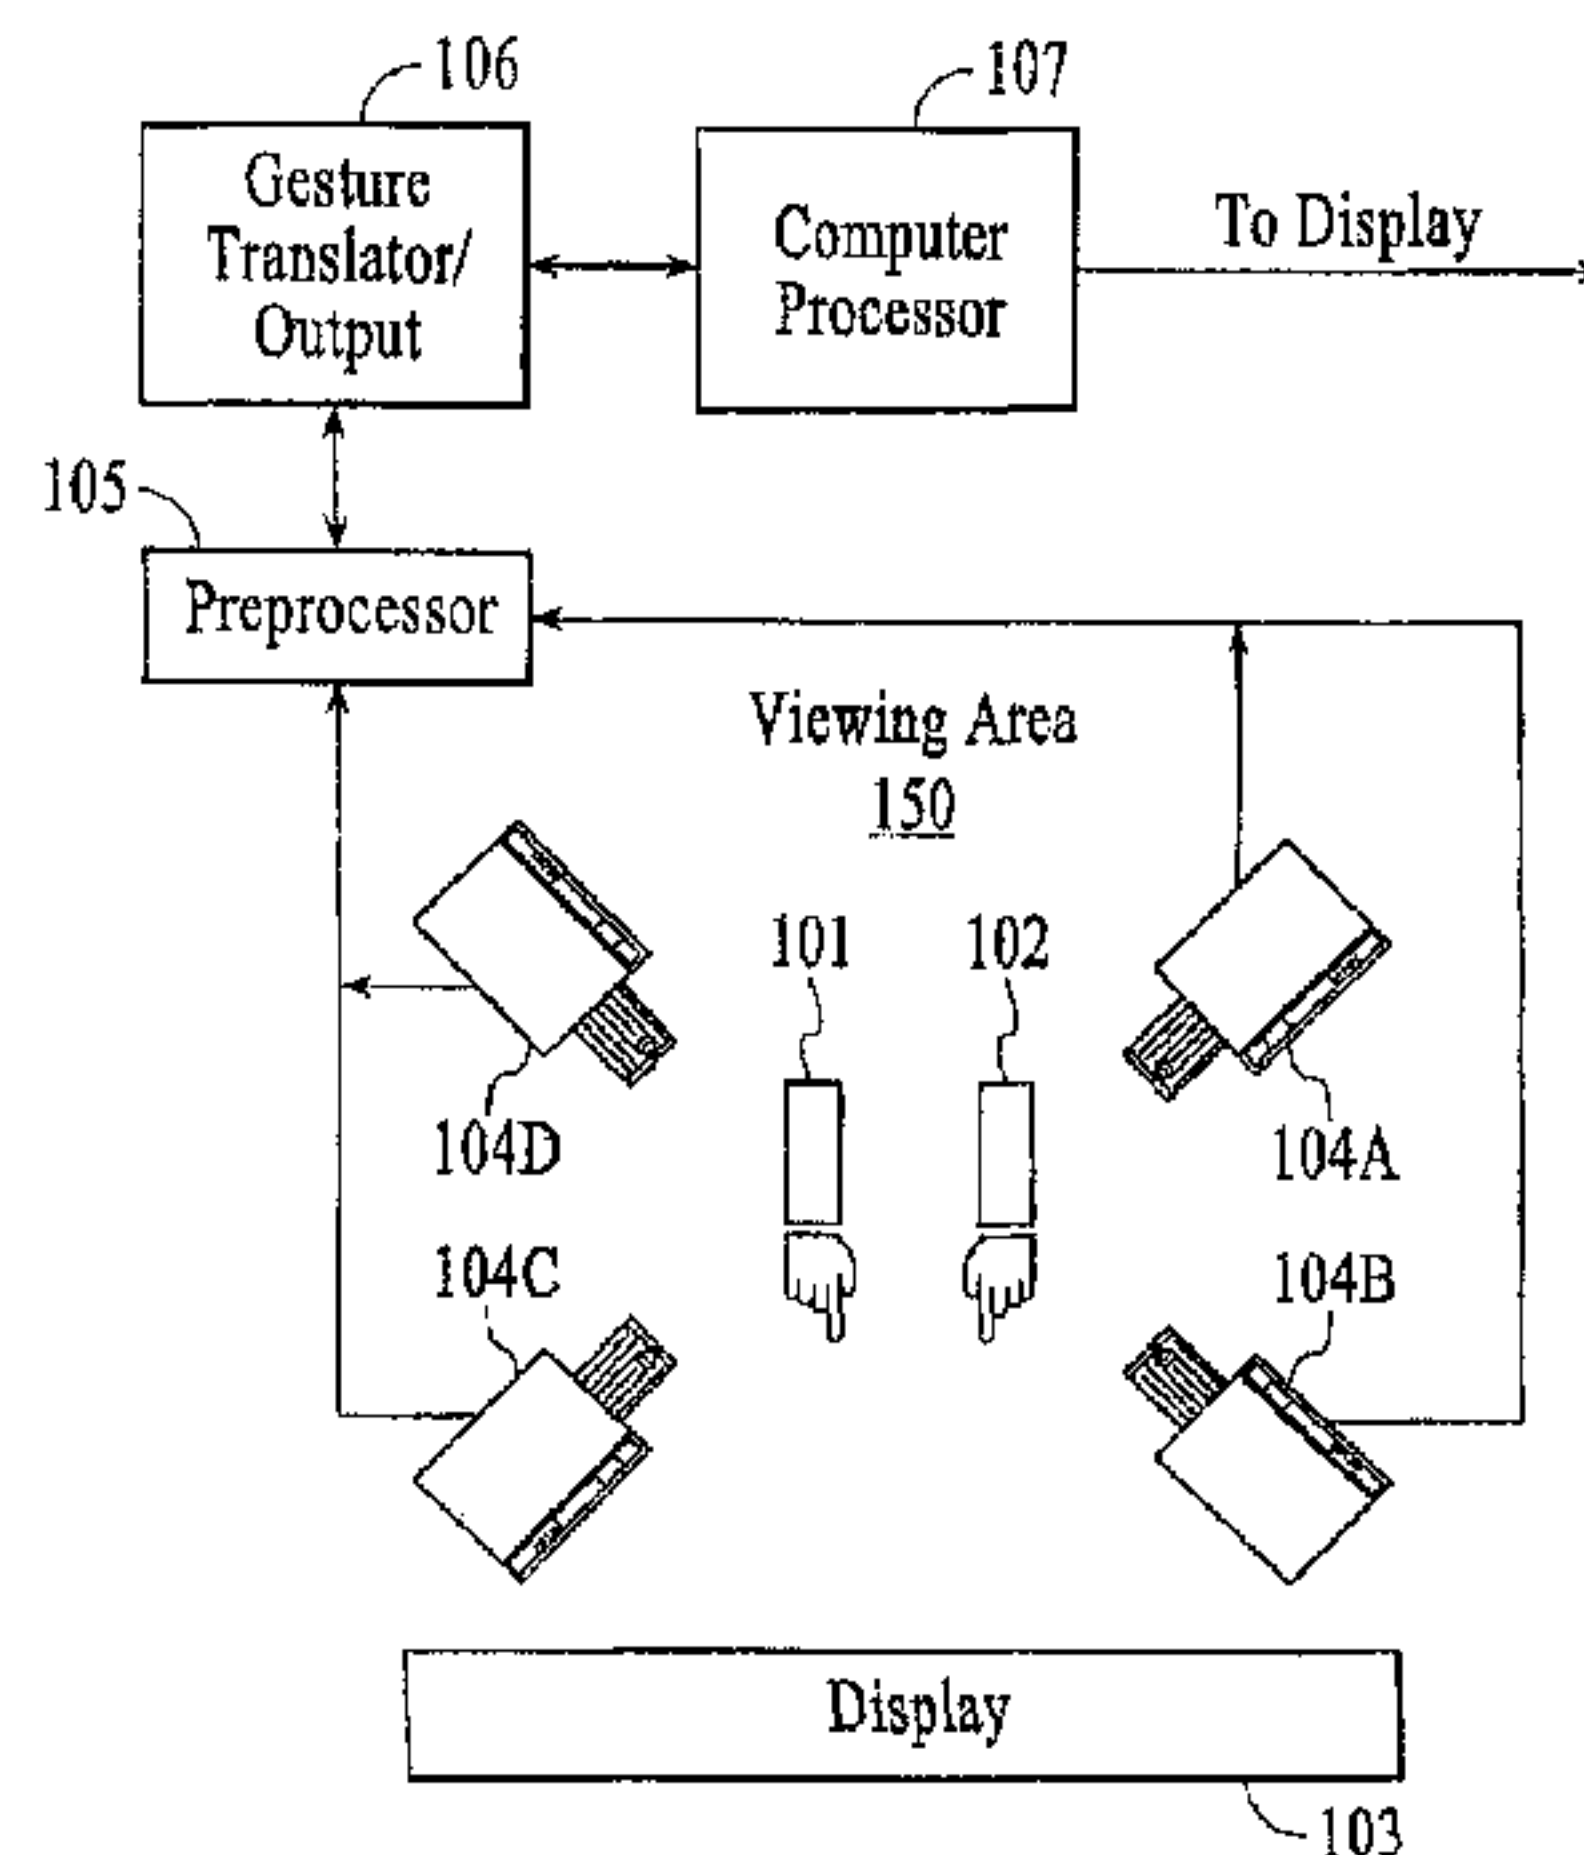 106
107
Gesture
Translator/
Output
Computer
Processor
To Display
105
Preprocessor
Viewing Area
150
101
102
104D
104A
104C
104B
Display
103